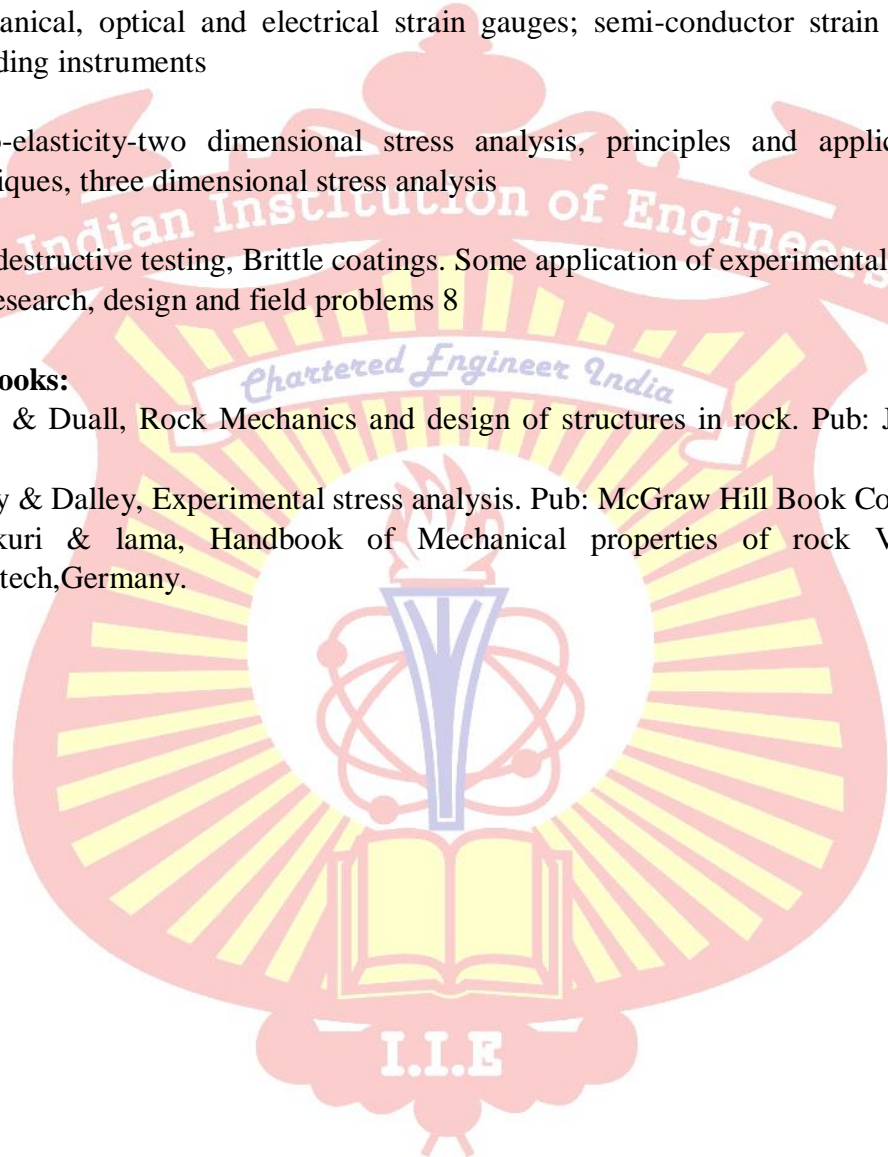 anical, optical and electrical strain gauges; semi-conductor strain
ding instruments
-elasticity-two dimensional stress analysis, principles and applic
iques, three dimensional stress analysis
Indian Institution of Engineer
destructive testing, Brittle coatings. Some application of experimental
esearch, design and field problems 8
Chartered Engineer India
ooks:
& Duall, Rock Mechanics and design of structures in rock. Pub: J
y & Dalley, Experimental stress analysis. Pub: McGraw Hill Book Co
kuri & lama, Handbook of Mechanical properties of rock V
tech,Germany.
I.I.E